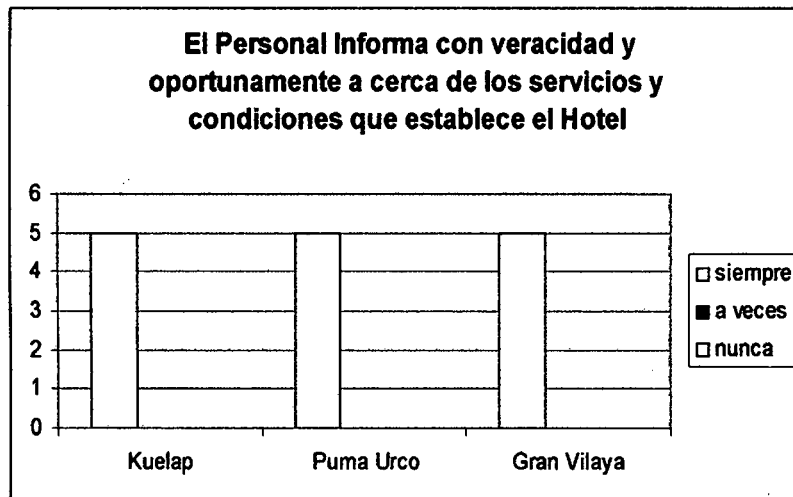 El Personal Informa con veracidad y
oportunamente a cerca de los servicios y
condiciones que establece el Hotel
6
5
4
3
2
1
0
Kuelap Puma Urco Gran Vilaya
siempre
a veces
nunca